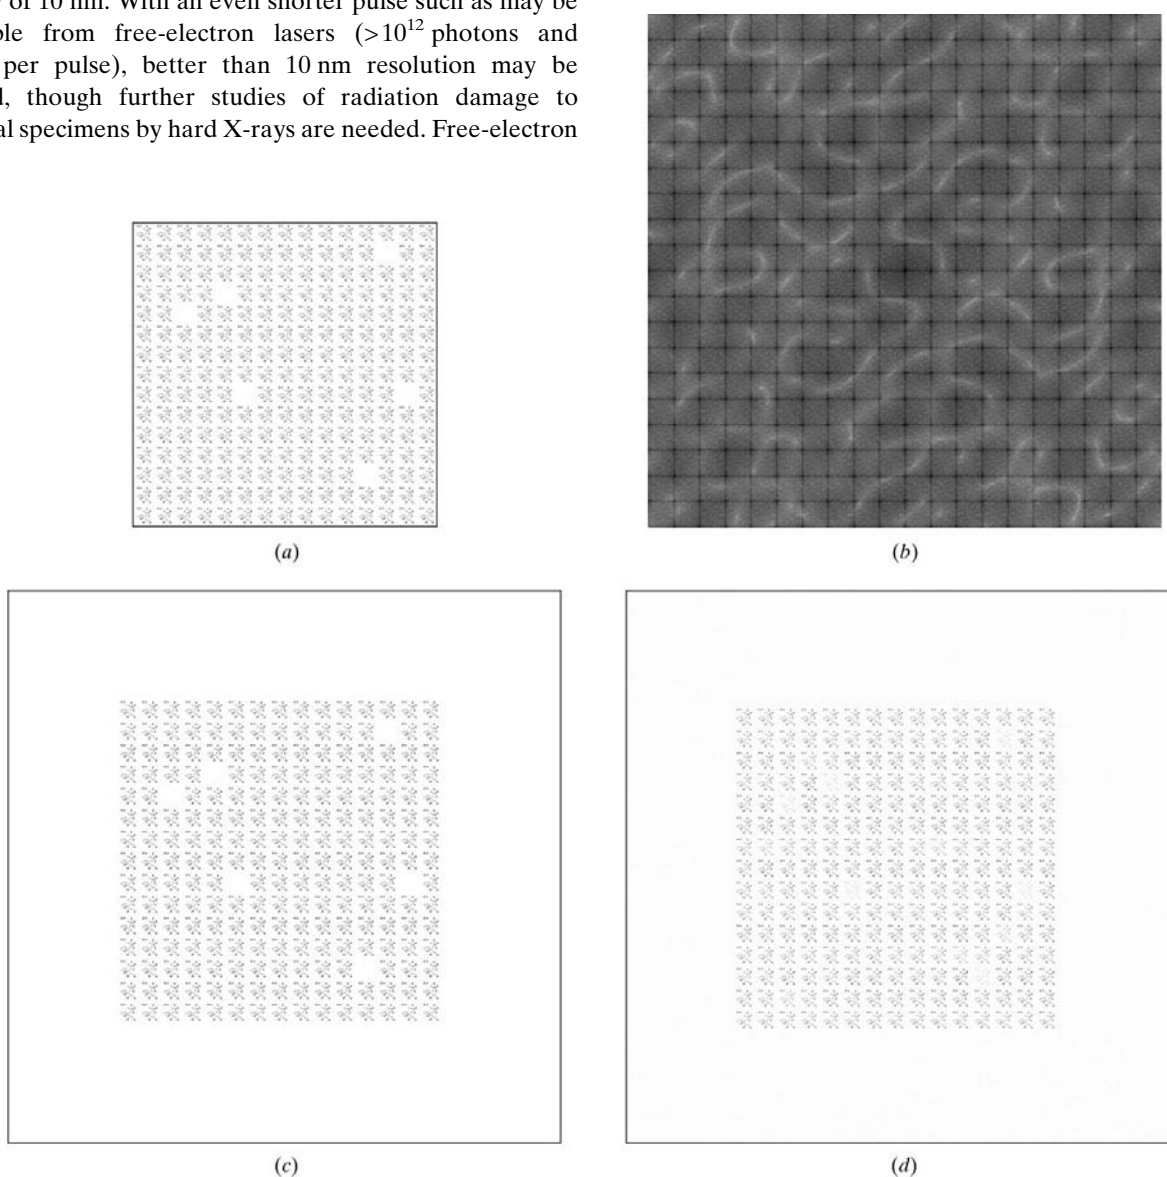 of 10 nm. With an even shorter pulse such as may be
ble from free-electron lasers (>10¹² photons and
per pulse), better than 10 nm resolution may be
d, though further studies of radiation damage to
al specimens by hard X-rays are needed. Free-electron
(a)
(b)
(c)
(d)